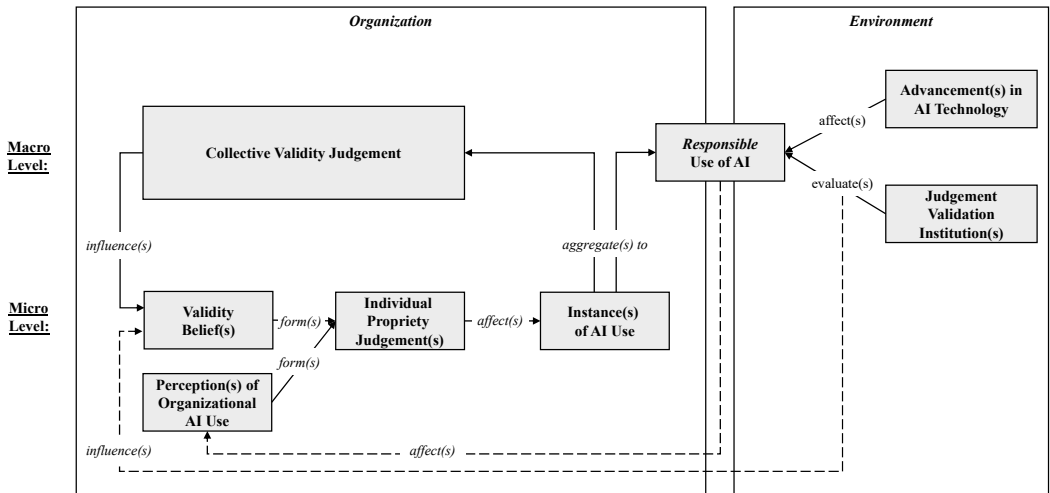 Organization
Environment
Advancement(s) in
AI Technology
affect(s)
Macro
Level:
Collective Validity Judgement
Responsible
Use of AI
evaluate(s)
Judgement
Validation
Institution(s)
influence(s)
aggregate(s) to
Micro
Level:
Validity
Belief(s)
form(s)
Individual
Propriety
Judgement(s)
affect(s)
Instance(s)
of AI Use
form(s)
Perception(s) of
Organizational
AI Use
influence(s)
affect(s)